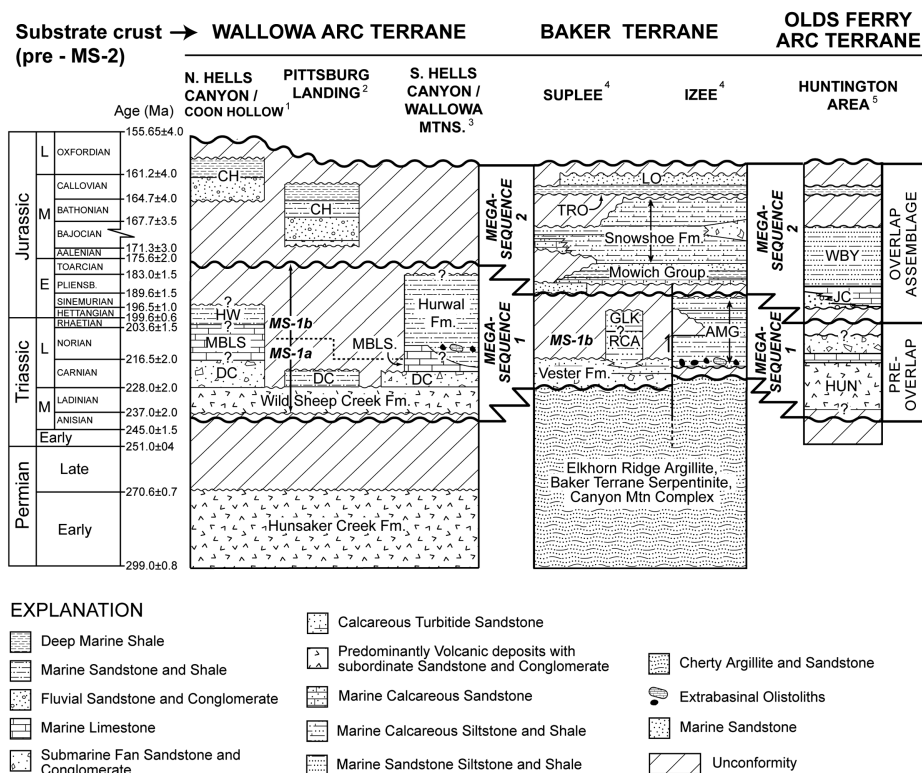 Substrate crust → WALLOWA ARC TERRANE BAKER TERRANE OLDS FERRY
(pre - MS-2) ARC TERRANE
N. HELLS CANYON / COON HOLLOW 1
PITTSBURG LANDING 2
S. HELLS CANYON / WALLOWA MTNS. 3
SUPLEE 4
IZEE 4
HUNTINGTON AREA 5
Age (Ma)
155.65±4.0
161.2±4.0
164.7±4.0
167.7±3.5
171.3±3.0
175.6±2.0
183.0±1.5
189.6±1.5
196.5±1.0
199.6±0.6
203.6±1.5
216.5±2.0
228.0±2.0
237.0±2.0
245.0±1.5
251.0±04
270.6±0.7
299.0±0.8
Jurassic
L
OXFORDIAN
M
CALLOVIAN
BATHONIAN
BAJOCIAN
AALENIAN
E
TOARCIAN
PLIENSB.
SINEMURIAN
HETTANGIAN
Triassic
L
RHAETIAN
NORIAN
CARNIAN
M
LADINIAN
ANISIAN
Early
Permian
Late
Early
CH
?
HW
?
MBLS
?
DC
CH
MS-1b
MS-1a
DC
Wild Sheep Creek Fm.
Hunsaker Creek Fm.
?
Hurwal
Fm.
MBLS.
?
DC
MEGA-
SEQUENCE
2
MEGA-
SEQUENCE
1
LO
TRO
Snowshoe Fm.
Mowich Group
MS-1b
GLK
?
RCA
AMG
Vester Fm.
Elkhorn Ridge Argillite,
Baker Terrane Serpentinite,
Canyon Mtn Complex
MEGA-
SEQUENCE
2
MEGA-
SEQUENCE
1
WBY
JC
?
HUN
?
OVERLAP
ASSEMBLAGE
PRE-
OVERLAP
EXPLANATION
Deep Marine Shale
Marine Sandstone and Shale
Fluvial Sandstone and Conglomerate
Marine Limestone
Submarine Fan Sandstone and
Conglomerate
Calcareous Turbitide Sandstone
Predominantly Volcanic deposits with
subordinate Sandstone and Conglomerate
Marine Calcareous Sandstone
Marine Calcareous Siltstone and Shale
Marine Sandstone Siltstone and Shale
Cherty Argillite and Sandstone
Extrabasinal Olistoliths
Marine Sandstone
Unconformity